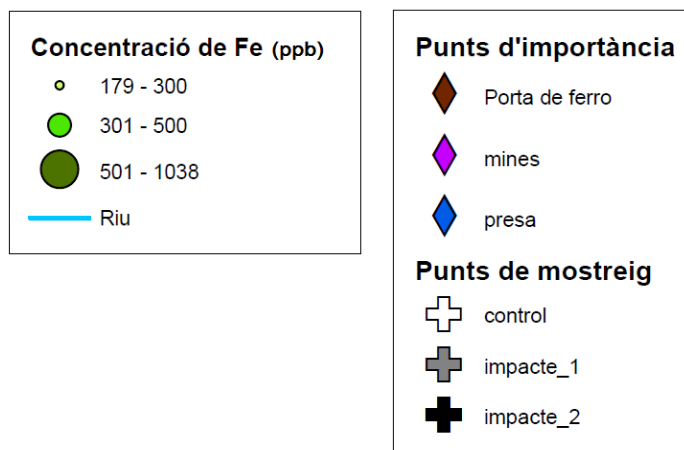 Concentració de Fe (ppb)
179 - 300
301 - 500
501 - 1038
Riu
Punts d'importància
Porta de ferro
mines
presa
Punts de mostreig
control
impacte_1
impacte_2